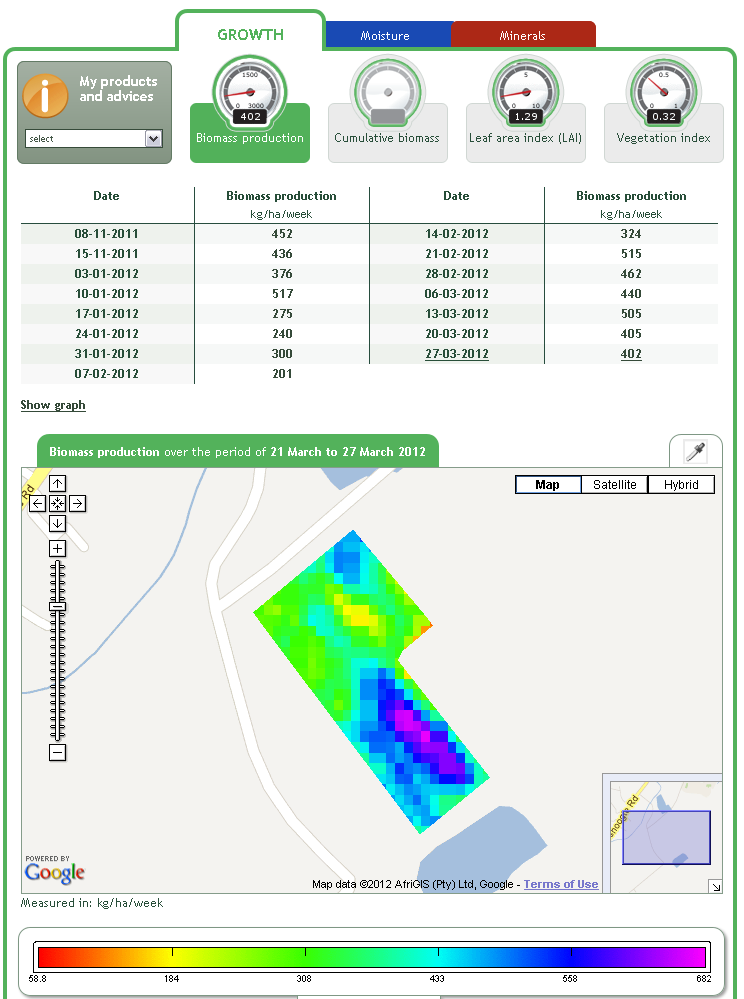 GROWTH
Moisture
Minerals
My products
and advices
select
1500
0 3000
402
Biomass production
Cumulative biomass
5
0 10
1.29
Leaf area index (LAI)
0.5
0 1
0.32
Vegetation index
Date Biomass production Date Biomass production
kg/ha/week kg/ha/week
08-11-2011 452 14-02-2012 324
15-11-2011 436 21-02-2012 515
03-01-2012 376 28-02-2012 462
10-01-2012 517 06-03-2012 440
17-01-2012 275 13-03-2012 505
24-01-2012 240 20-03-2012 405
31-01-2012 300 27-03-2012 402
07-02-2012 201
Show graph
Biomass production over the period of 21 March to 27 March 2012
Rd
Map Satellite Hybrid
Rd
POWERED BY
Google
Map data ©2012 AfriGIS (Pty) Ltd, Google - Terms of Use
Measured in: kg/ha/week
58.8 184 308 433 558 682